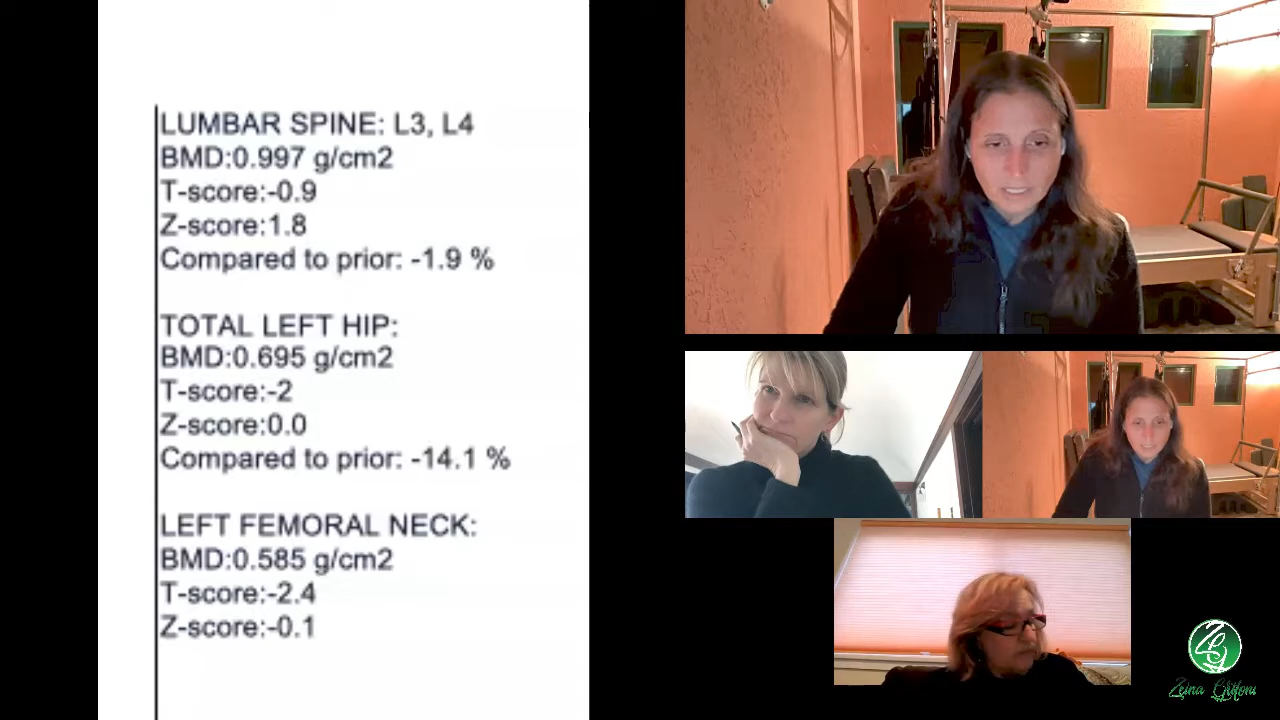 LUMBAR SPINE: L3, L4
BMD:0.997 g/cm2
T-score:-0.9
Z-score:1.8
Compared to prior: -1.9 %
TOTAL LEFT HIP:
BMD:0.695 g/cm2
T-score:-2
Z-score:0.0
Compared to prior: -14.1 %
LEFT FEMORAL NECK:
BMD:0.585 g/cm2
T-score:-2.4
Z-score:-0.1
Zeina Grifoni